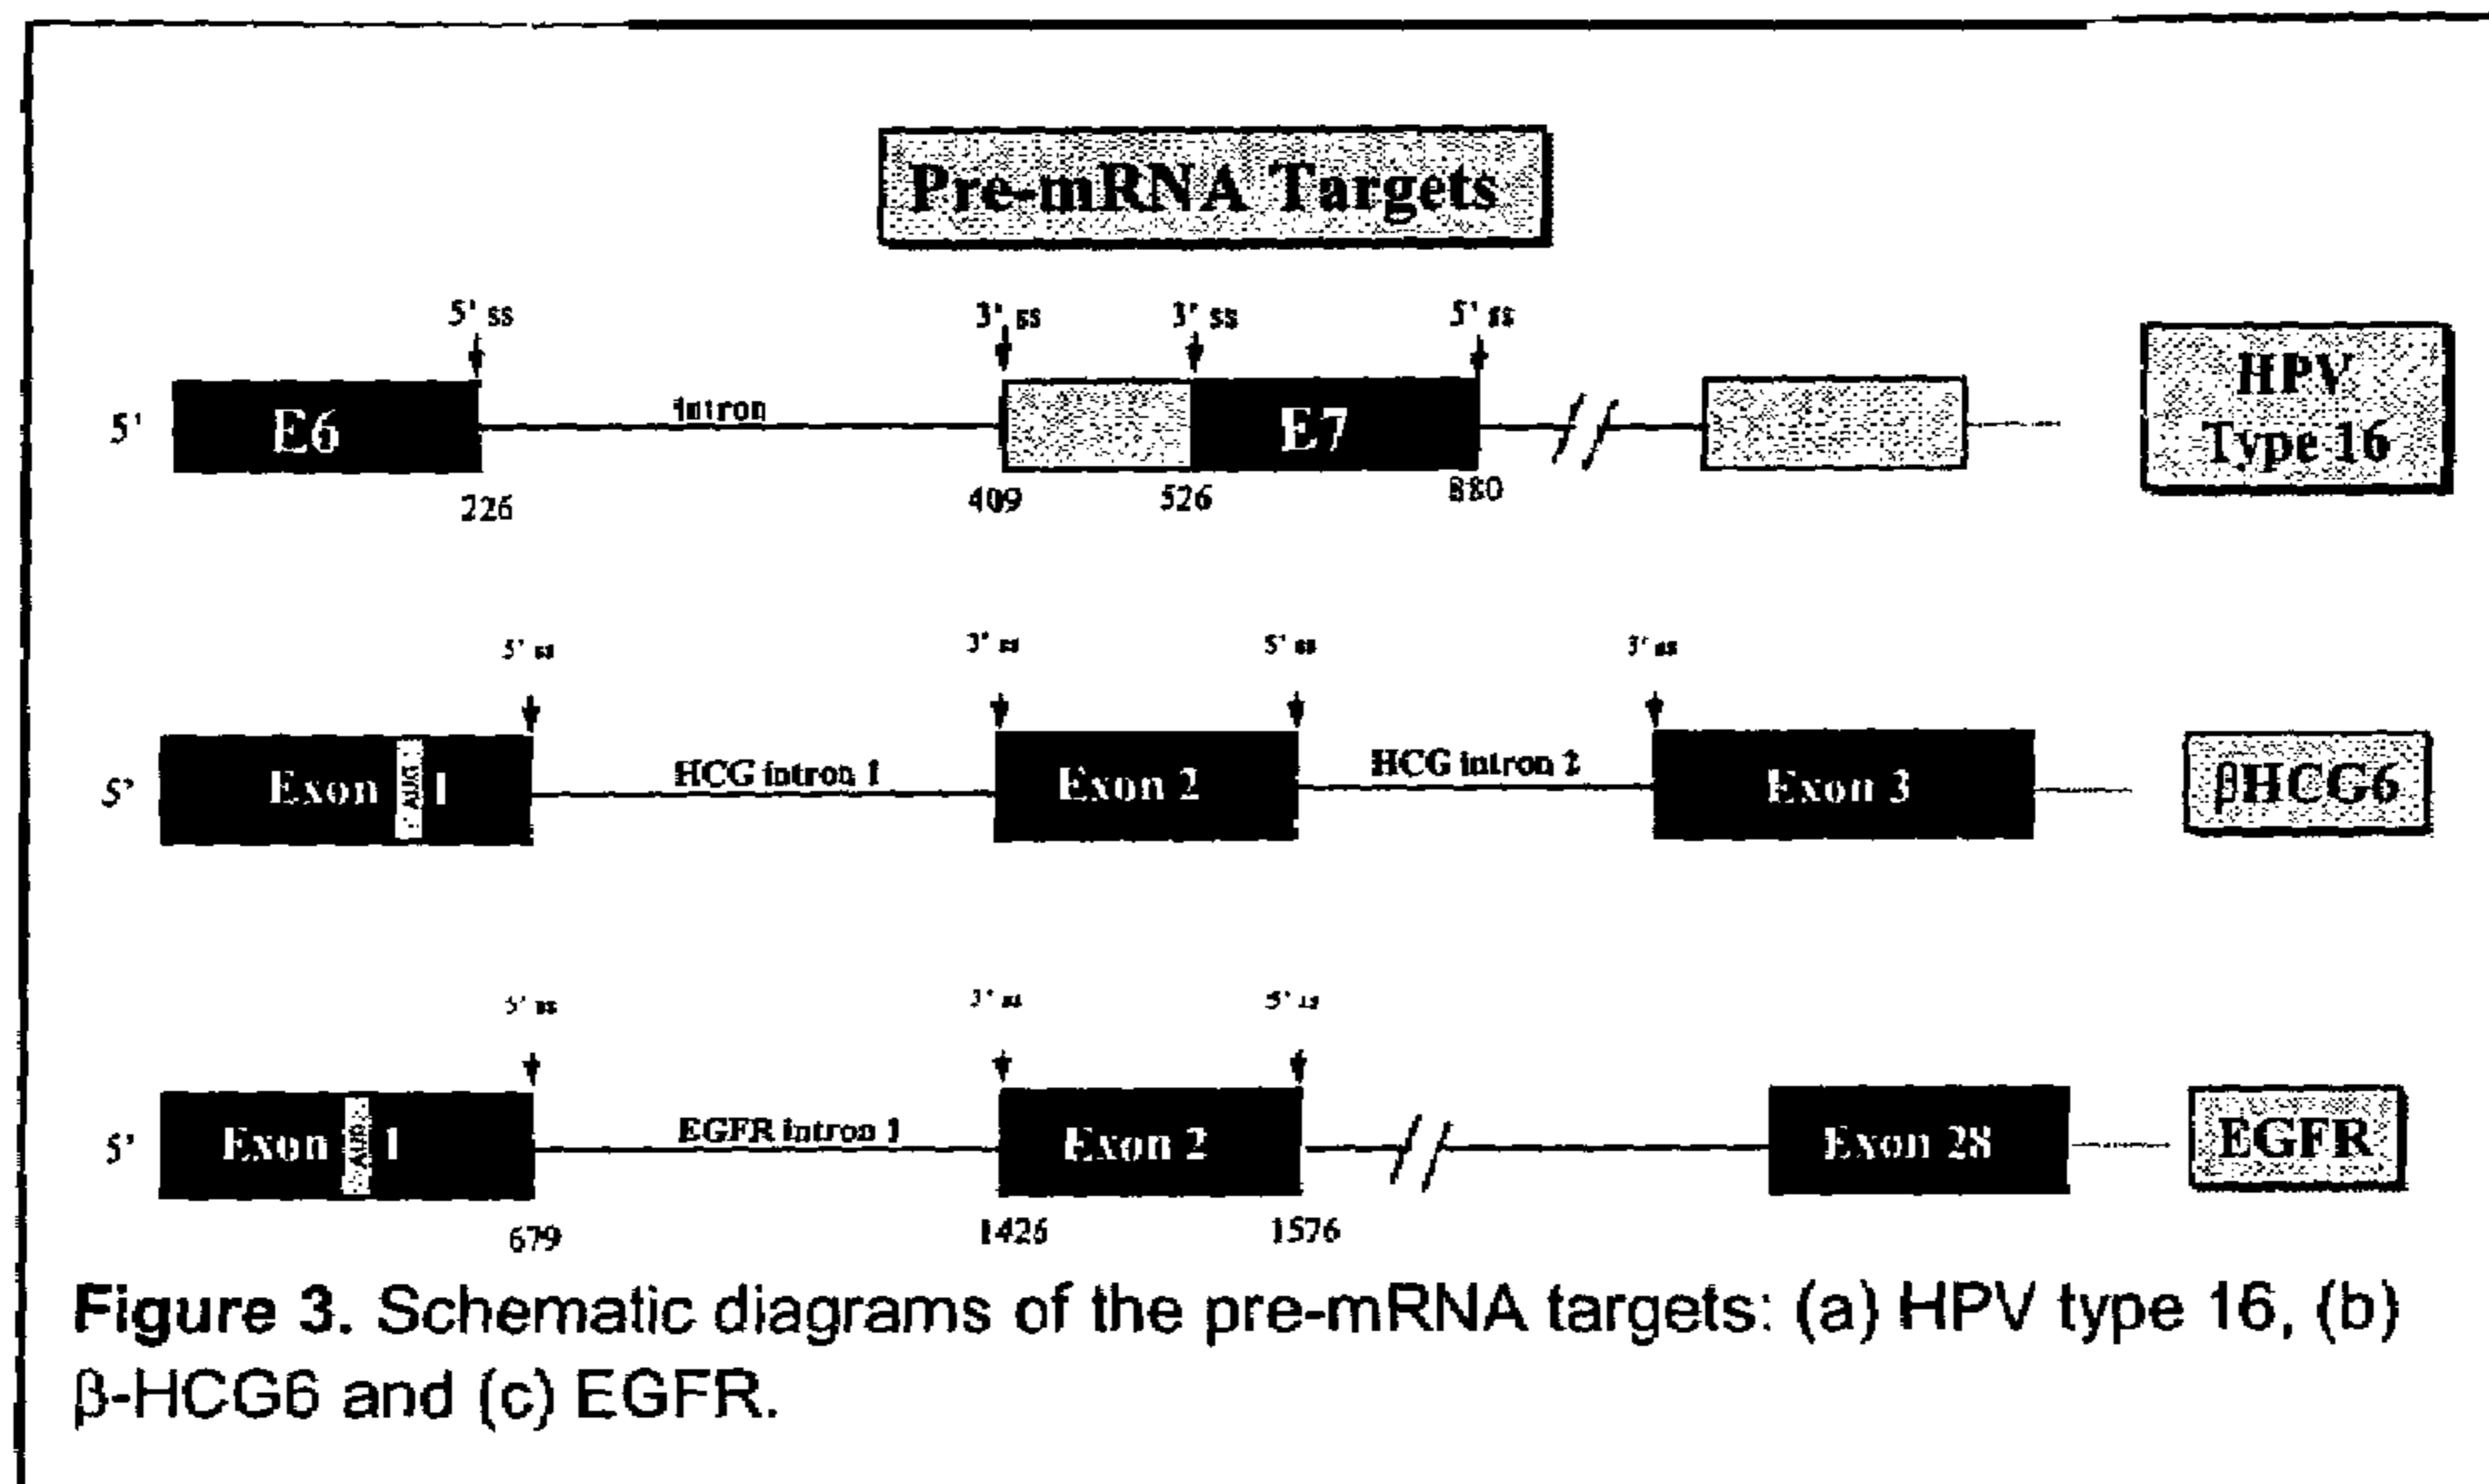 Pre-mRNA Targets
5' ss 3' ss 3' ss 5' ss
5' E6 intron E7 HPV
Type 16
226 409 526 880
5' ss 3' ss 5' ss 3' ss
5' Exon AUG 1 HCG intron 1 Exon 2 HCG intron 2 Exon 3 βHCG6
5' ss 3' ss 5' ss
5' Exon AUG 1 EGFR intron 1 Exon 2 Exon 28 EGFR
679 1426 1576
Figure 3. Schematic diagrams of the pre-mRNA targets: (a) HPV type 16, (b)
β-HCG6 and (c) EGFR.